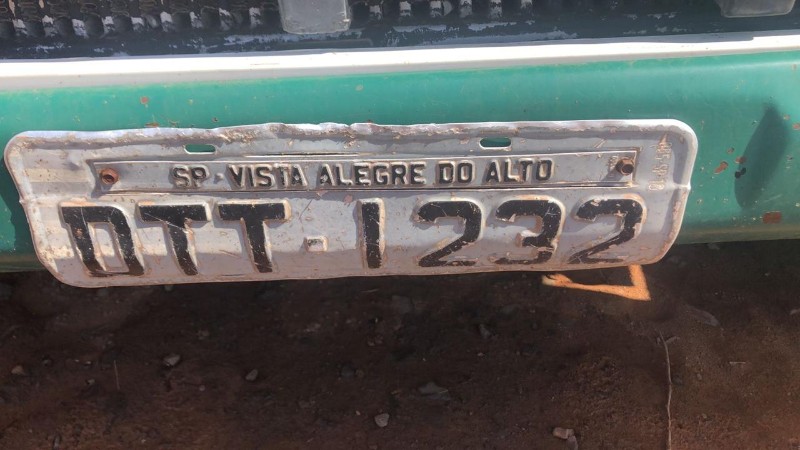 SP - VISTA ALEGRE DO ALTO
DTT-1232